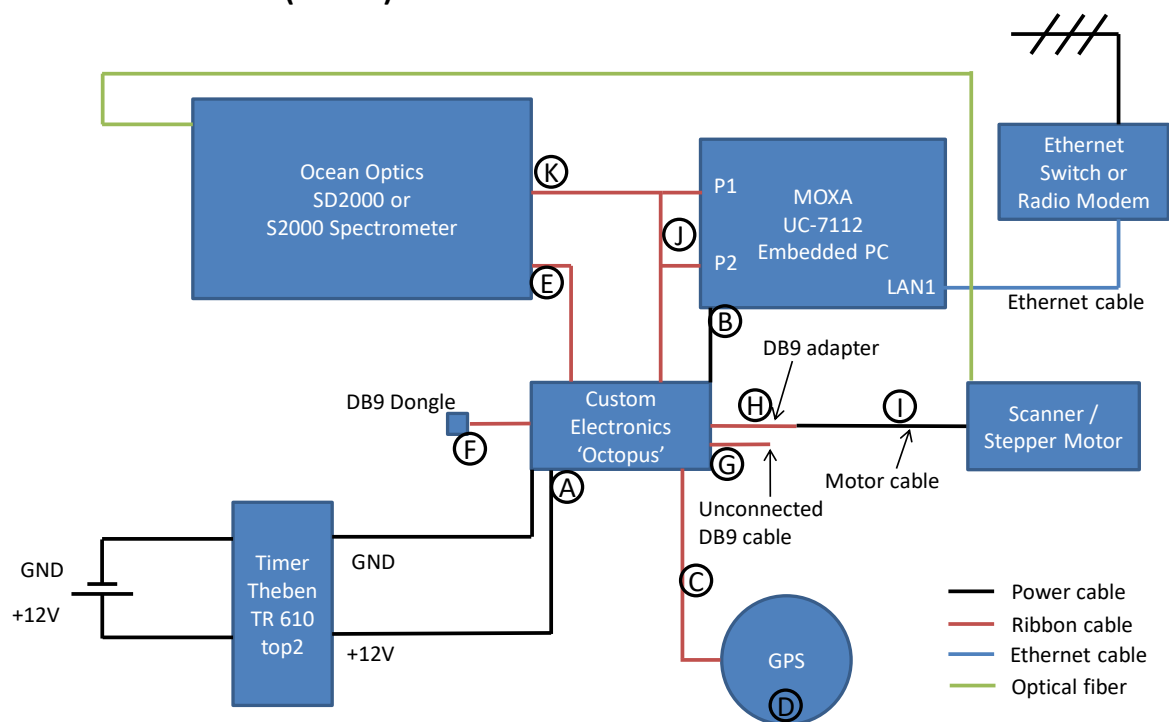 Ocean Optics
SD2000 or
S2000 Spectrometer
K
E
J
P1
P2
MOXA
UC-7112
Embedded PC
LAN1
B
Ethernet
Switch or
Radio Modem
Ethernet cable
DB9 adapter
DB9 Dongle
F
Custom
Electronics
'Octopus'
H
I
G
A
Scanner /
Stepper Motor
Motor cable
Unconnected
DB9 cable
GND
+12V
Timer
Theben
TR 610
top2
GND
+12V
C
GPS
D
Power cable
Ribbon cable
Ethernet cable
Optical fiber